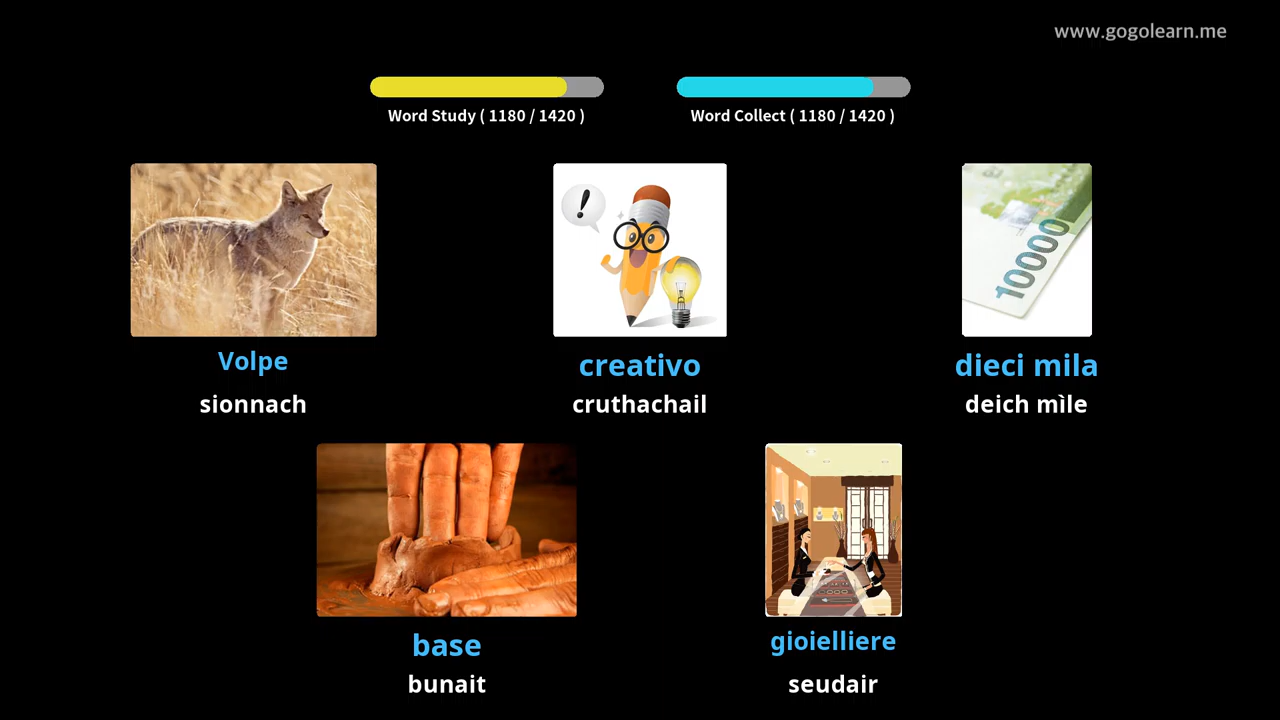 www.gogolearn.me
Word Study ( 1180 / 1420 )
Word Collect ( 1180 / 1420 )
!
10000
Volpe
creativo
dieci mila
sionnach
cruthachail
deich mìle
base
gioielliere
bunait
seudair